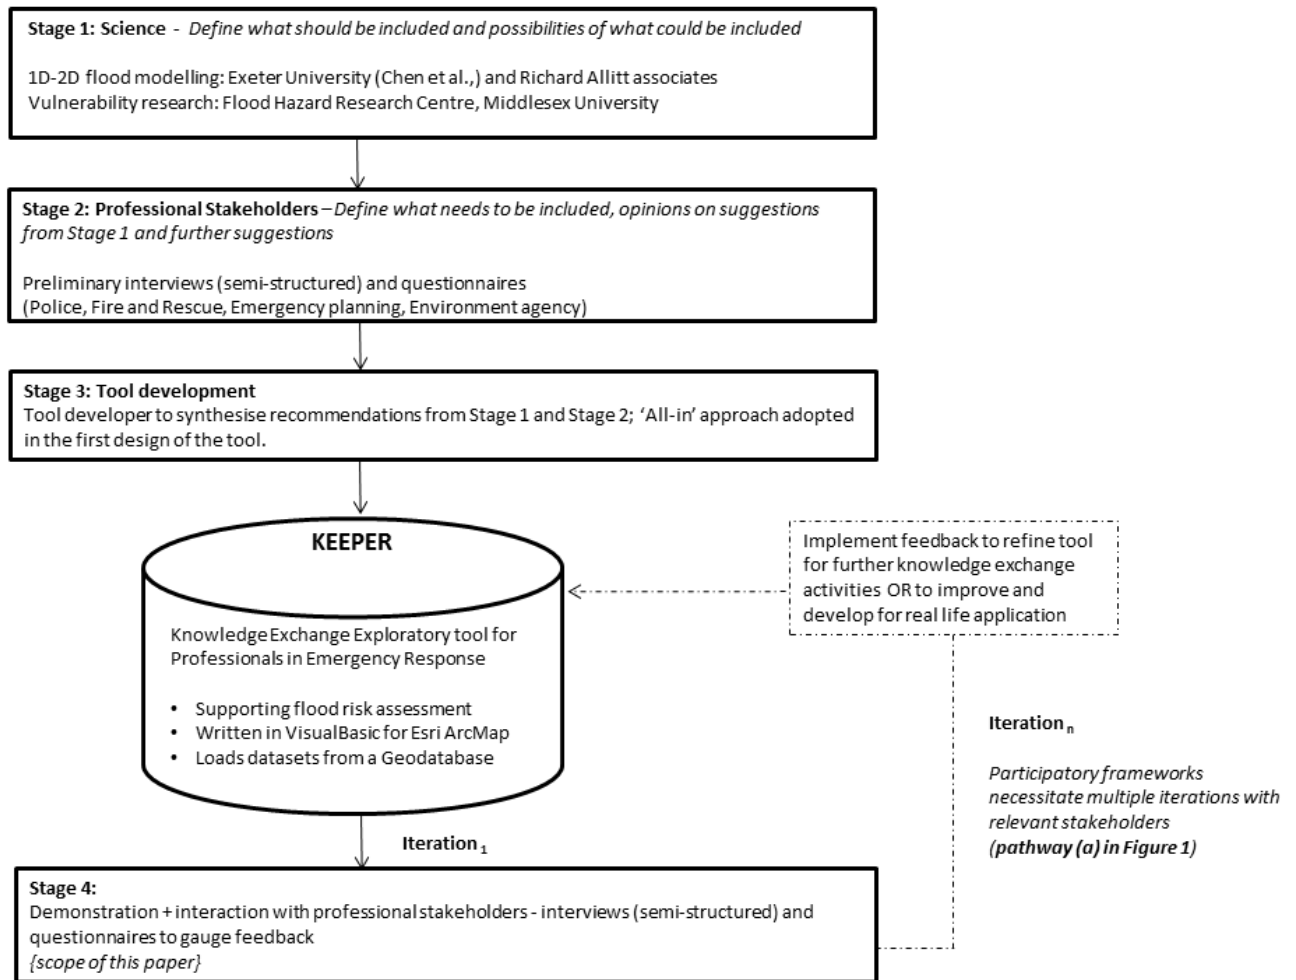 Stage 1: Science - Define what should be included and possibilities of what could be included
1D-2D flood modelling: Exeter University (Chen et al.,) and Richard Allitt associates
Vulnerability research: Flood Hazard Research Centre, Middlesex University
Stage 2: Professional Stakeholders – Define what needs to be included, opinions on suggestions
from Stage 1 and further suggestions
Preliminary interviews (semi-structured) and questionnaires
(Police, Fire and Rescue, Emergency planning, Environment agency)
Stage 3: Tool development
Tool developer to synthesise recommendations from Stage 1 and Stage 2; ‘All-in’ approach adopted
in the first design of the tool.
KEEPER
Knowledge Exchange Exploratory tool for
Professionals in Emergency Response
• Supporting flood risk assessment
• Written in VisualBasic for Esri ArcMap
• Loads datasets from a Geodatabase
Implement feedback to refine tool
for further knowledge exchange
activities OR to improve and
develop for real life application
Iteration n
Participatory frameworks
necessitate multiple iterations with
relevant stakeholders
(pathway (a) in Figure 1)
Iteration 1
Stage 4:
Demonstration + interaction with professional stakeholders - interviews (semi-structured) and
questionnaires to gauge feedback
{scope of this paper}